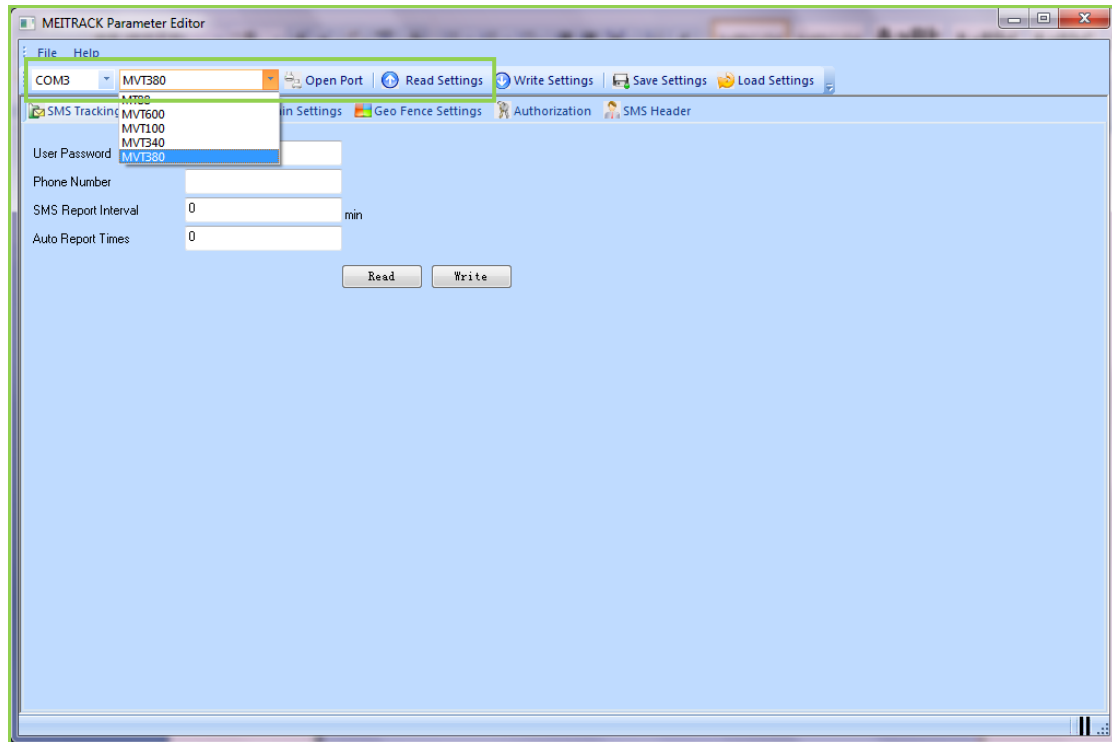 MEITRACK Parameter Editor
File Help
COM3 MVT380 Open Port Read Settings Write Settings Save Settings Load Settings
SMS Tracking in Settings Geo Fence Settings Authorization SMS Header
MVT600
MVT100
MVT340
MVT380
User Password
Phone Number
SMS Report Interval 0 min
Auto Report Times 0
Read Write